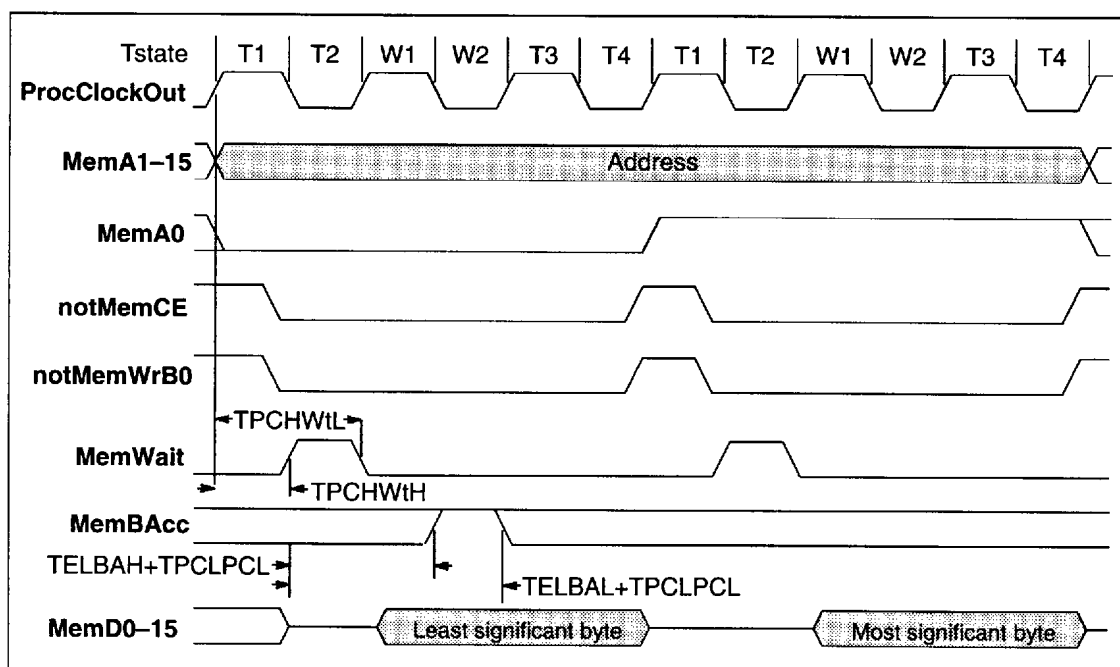 Tstate T1 T2 W1 W2 T3 T4 T1 T2 W1 W2 T3 T4
ProcClockOut
MemA1–15 Address
MemA0
notMemCE
notMemWrB0
TPCHWtL
MemWait
TPCHWtH
MemBAcc
TELBAH+TPCLPCL
TELBAL+TPCLPCL
MemD0–15 Least significant byte Most significant byte